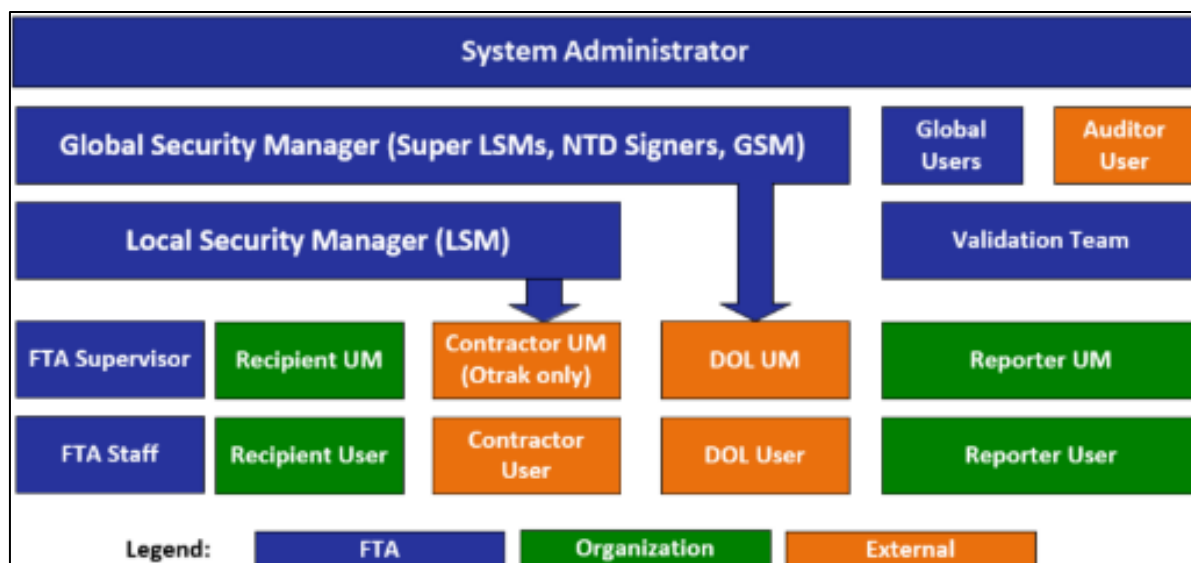 System Administrator
Global Security Manager (Super LSMs, NTD Signers, GSM)
Global
Users
Auditor
User
Local Security Manager (LSM)
Validation Team
FTA Supervisor
Recipient UM
Contractor UM
(Otrak only)
DOL UM
Reporter UM
FTA Staff
Recipient User
Contractor
User
DOL User
Reporter User
Legend:
FTA
Organization
External